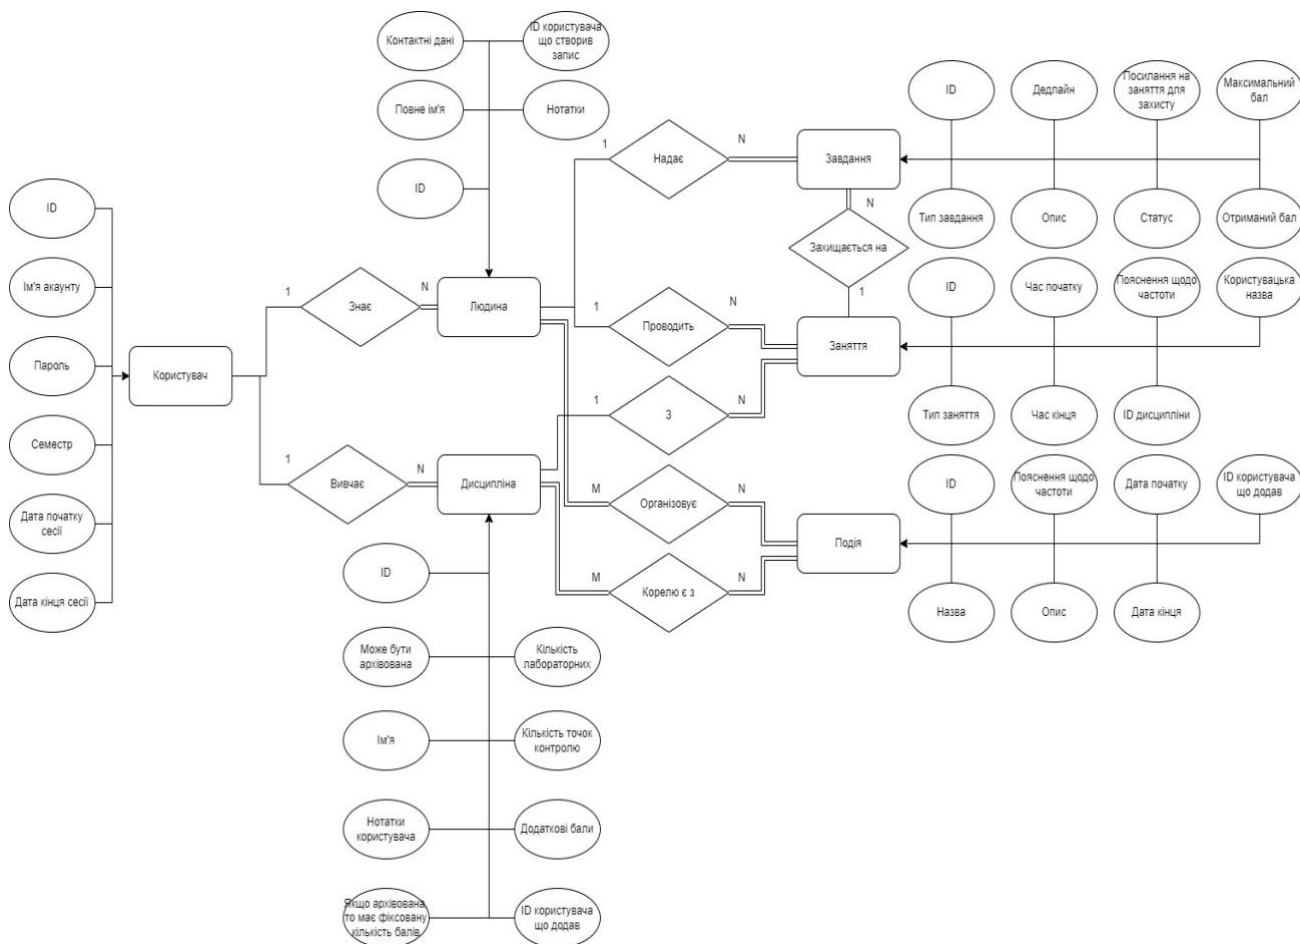 Контактні дані
ID користувача
що створив
запис
Повне ім'я
Нотатки
ID
ID
Дедлайн
Посилання на
заняття для
захисту
Максимальний
бал
1
Надає
N
Завдання
Тип завдання
Опис
Статус
Отриманий бал
N
Захищається на
1
ID
Ім'я акаунту
Пароль
Семестр
Дата початку
сесії
Дата кінця сесії
Користувач
1
Знає
N
Людина
1
Проводить
N
Заняття
ID
Час початку
Пояснення щодо
частоти
Користувацька
назва
Тип заняття
Час кінця
ID дисципліни
1
З
N
1
Вивчає
N
Дисципліна
M
Організовує
N
Подія
M
Корелю є з
N
ID
Пояснення щодо
частоти
Дата початку
ID користувача
що додав
Назва
Опис
Дата кінця
ID
Може бути
архівована
Кількість
лабораторних
Ім'я
Кількість точок
контролю
Нотатки
користувача
Додаткові бали
Якщо архівована
то має фіксовану
кількість балів
ID користувача
що додав